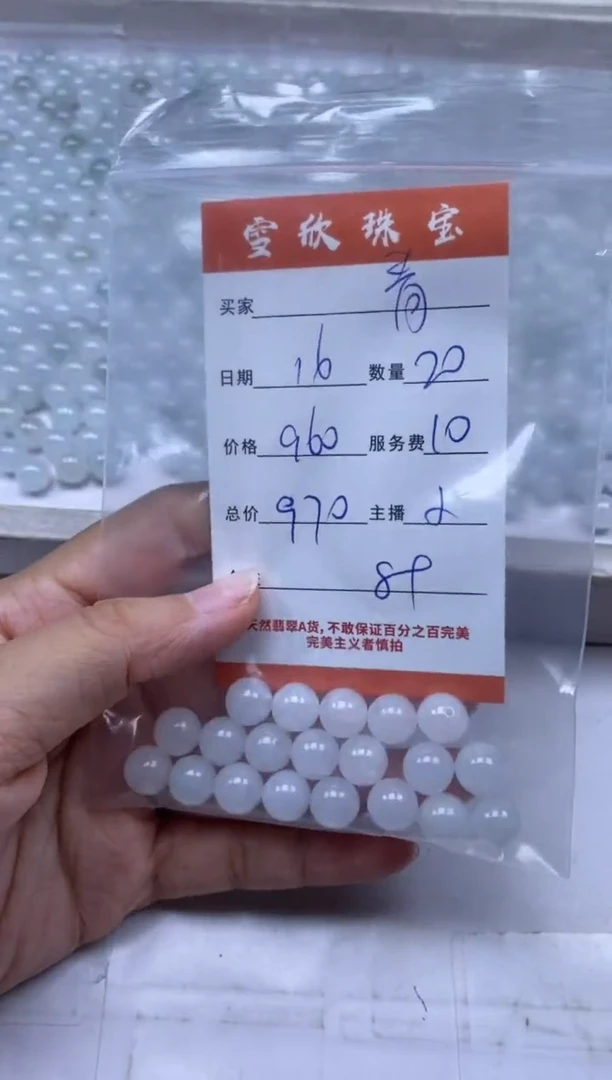 雪欣珠宝
买家 青
日期 16 数量 20
价格 960 服务费 10
总价 970 主播
天然翡翠A货,不敢保证百分之百完美
完美主义者慎拍